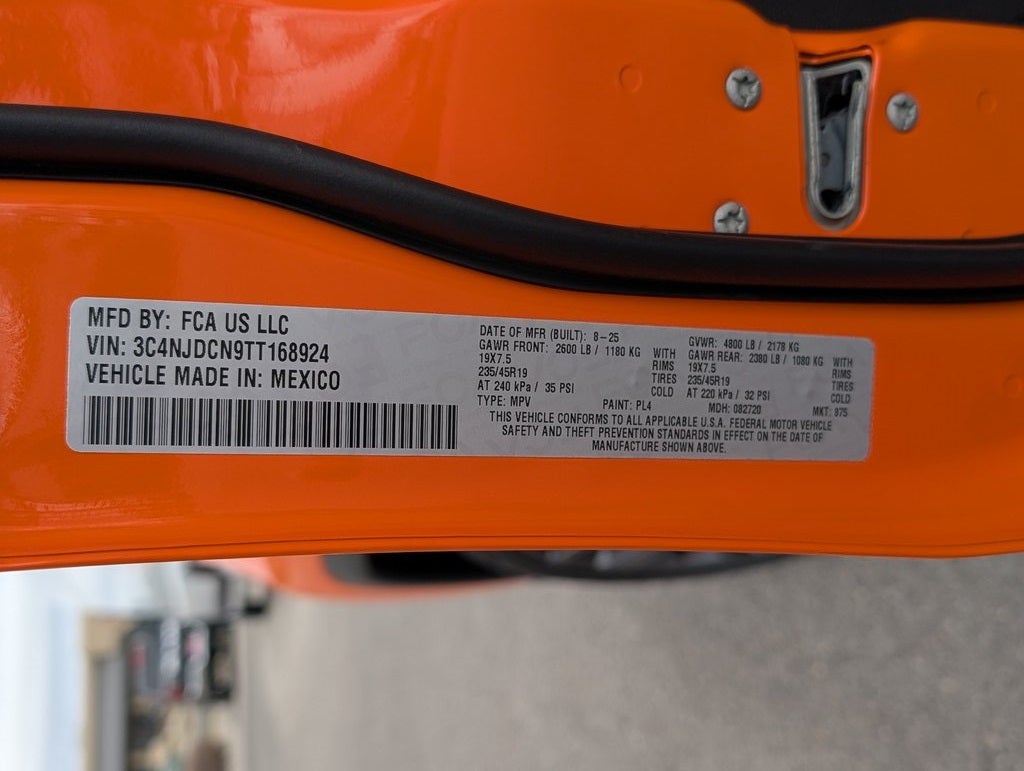 MFD BY: FCA US LLC
VIN: 3C4NJDCN9TT168924
VEHICLE MADE IN: MEXICO
DATE OF MFR (BUILT): 8-25
GVWR: 4800 LB / 2178 KG
GAWR FRONT: 2600 LB / 1180 KG WITH
19X7.5 RIMS
235/45R19 TIRES
AT 240 kPa / 35 PSI COLD
GAWR REAR: 2380 LB / 1080 KG WITH
19X7.5 RIMS
235/45R19 TIRES
AT 220 kPa / 32 PSI COLD
TYPE: MPV PAINT: PL4 MDH: 082720 MKT: 875
THIS VEHICLE CONFORMS TO ALL APPLICABLE U.S.A. FEDERAL MOTOR VEHICLE
SAFETY AND THEFT PREVENTION STANDARDS IN EFFECT ON THE DATE OF
MANUFACTURE SHOWN ABOVE.